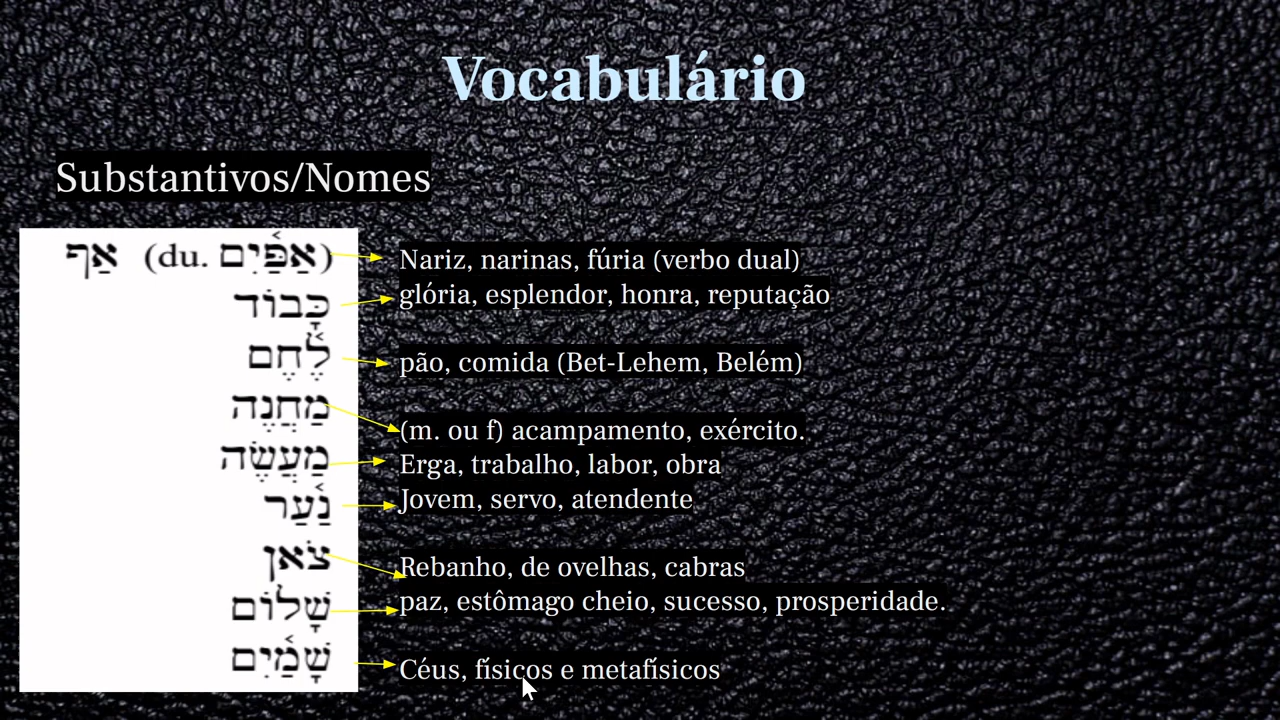 Vocabulário
Substantivos/Nomes
אַף (du. אַפַּ֫יִם)
Nariz, narinas, fúria (verbo dual)
כָּבוֹד
glória, esplendor, honra, reputação
לֶ֫חֶם
pão, comida (Bet-Lehem, Belém)
מַחֲנֶה
(m. ou f) acampamento, exército.
מַעֲשֶׂה
Erga, trabalho, labor, obra
נַ֫עַר
Jovem, servo, atendente
צֹאן
Rebanho, de ovelhas, cabras
שָׁלוֹם
paz, estômago cheio, sucesso, prosperidade.
שָׁמַ֫יִם
Céus, físicos e metafísicos